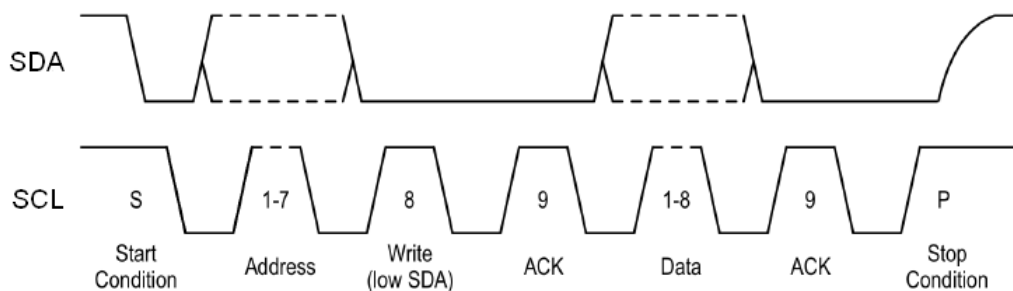 SDA
SCL
S
1-7
8
9
1-8
9
P
Start
Condition
Address
Write
(low SDA)
ACK
Data
ACK
Stop
Condition